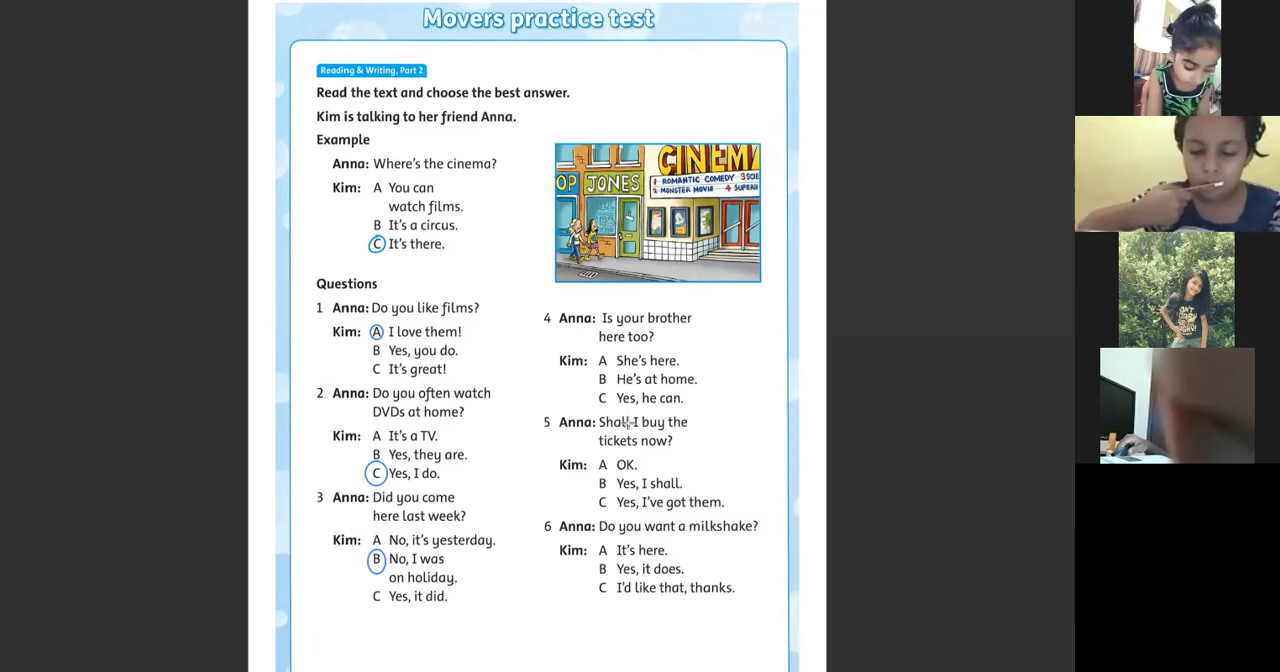 Movers practice test
Reading & Writing, Part 2
Read the text and choose the best answer.
Kim is talking to her friend Anna.
Example
Anna: Where's the cinema?
Kim: A You can
watch films.
B It's a circus.
C It's there.
OP
JONES
CINEMA
1 ROMANTIC COMEDY 3 SCIE
2 MONSTER MOVIE 4 SUPERH
Questions
1 Anna: Do you like films?
Kim: A I love them!
B Yes, you do.
C It's great!
2 Anna: Do you often watch
DVDs at home?
Kim: A It's a TV.
B Yes, they are.
C Yes, I do.
3 Anna: Did you come
here last week?
Kim: A No, it's yesterday.
B No, I was
on holiday.
C Yes, it did.
4 Anna: Is your brother
here too?
Kim: A She's here.
B He's at home.
C Yes, he can.
5 Anna: Shall I buy the
tickets now?
Kim: A OK.
B Yes, I shall.
C Yes, I've got them.
6 Anna: Do you want a milkshake?
Kim: A It's here.
B Yes, it does.
C I'd like that, thanks.